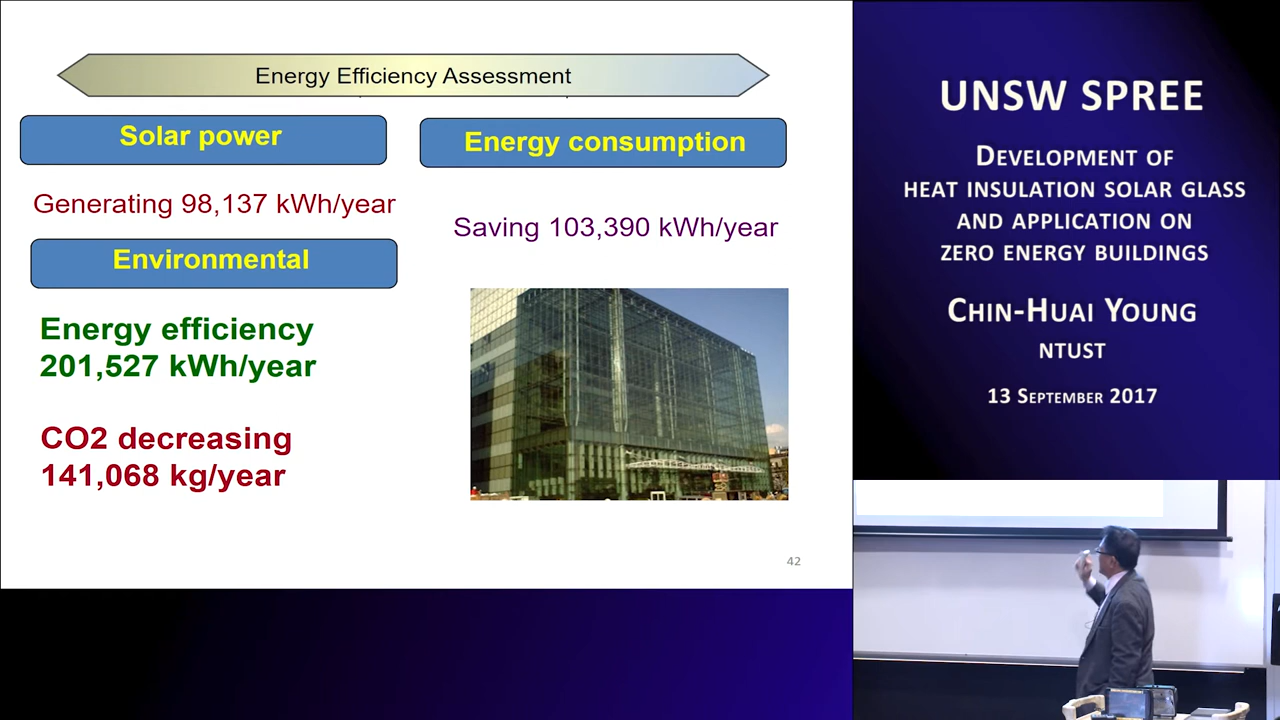 Energy Efficiency Assessment
Solar power
Generating 98,137 kWh/year
Energy consumption
Saving 103,390 kWh/year
Environmental
Energy efficiency
201,527 kWh/year
CO2 decreasing
141,068 kg/year
42
UNSW SPREE
DEVELOPMENT OF
HEAT INSULATION SOLAR GLASS
AND APPLICATION ON
ZERO ENERGY BUILDINGS
CHIN-HUAI YOUNG
NTUST
13 SEPTEMBER 2017